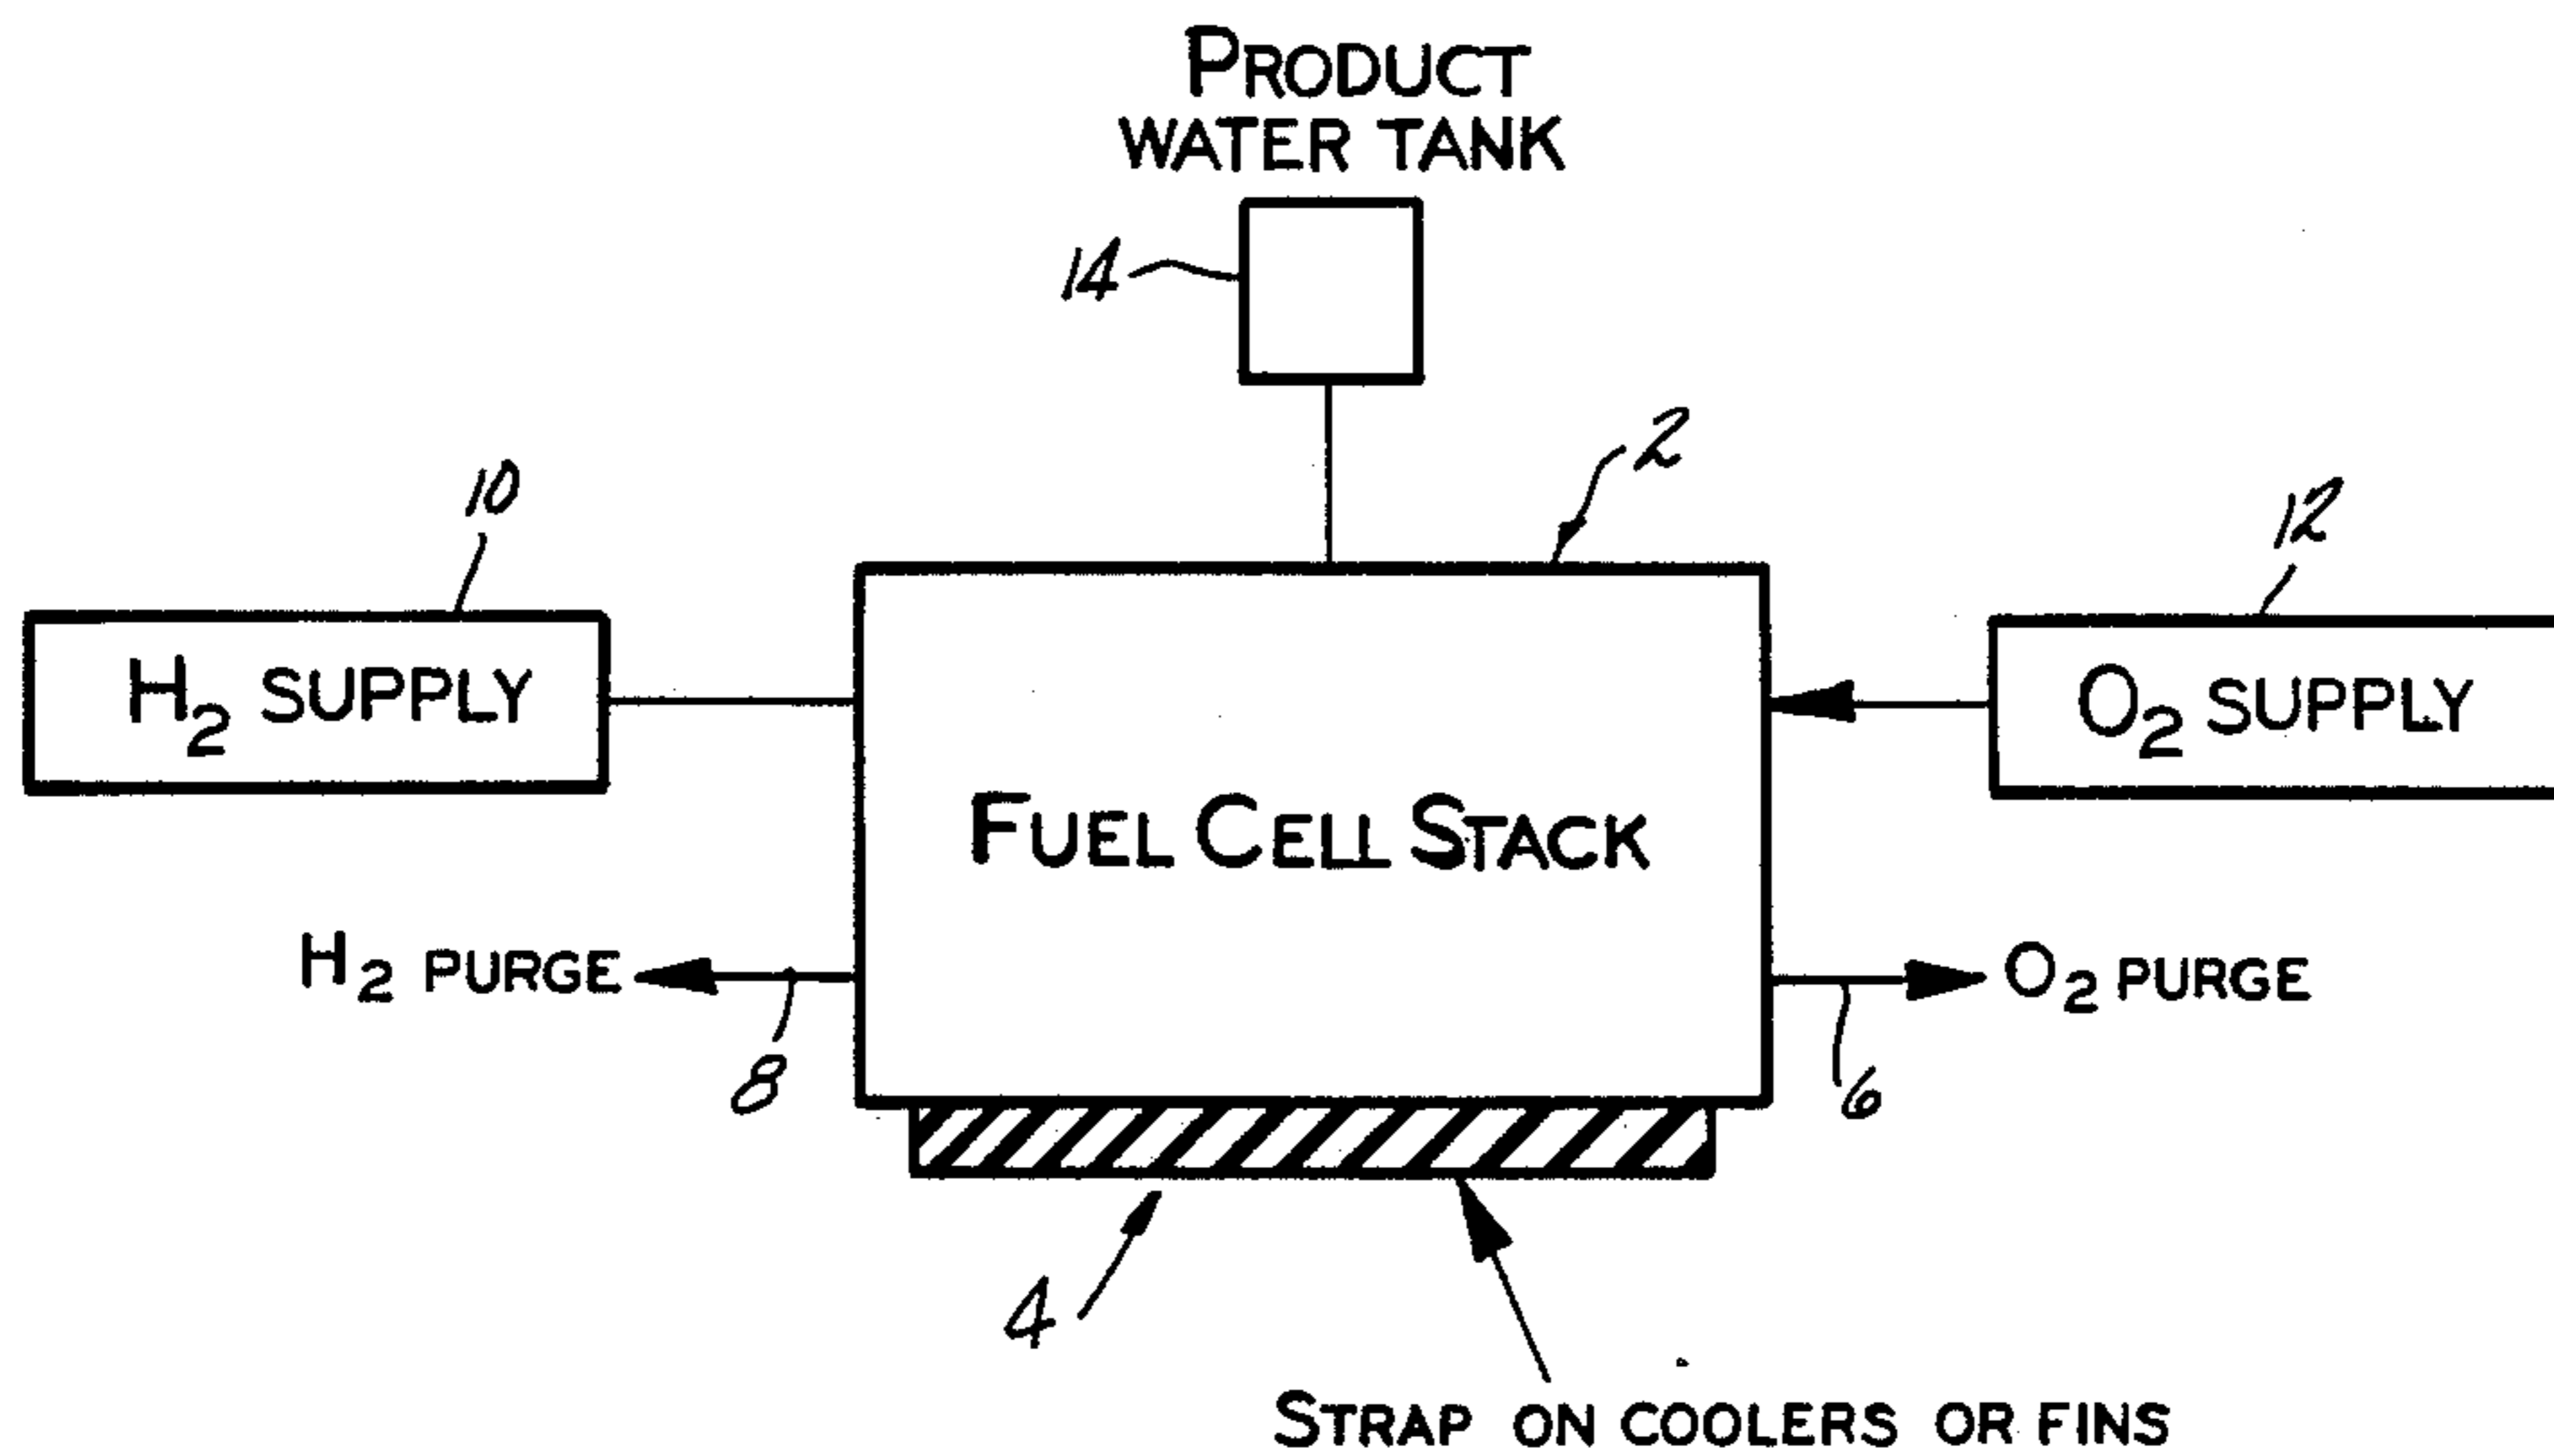 PRODUCT
WATER TANK
14
2
10
12
H2 SUPPLY
O2 SUPPLY
FUEL CELL STACK
H2 PURGE
O2 PURGE
8
6
4
STRAP ON COOLERS OR FINS